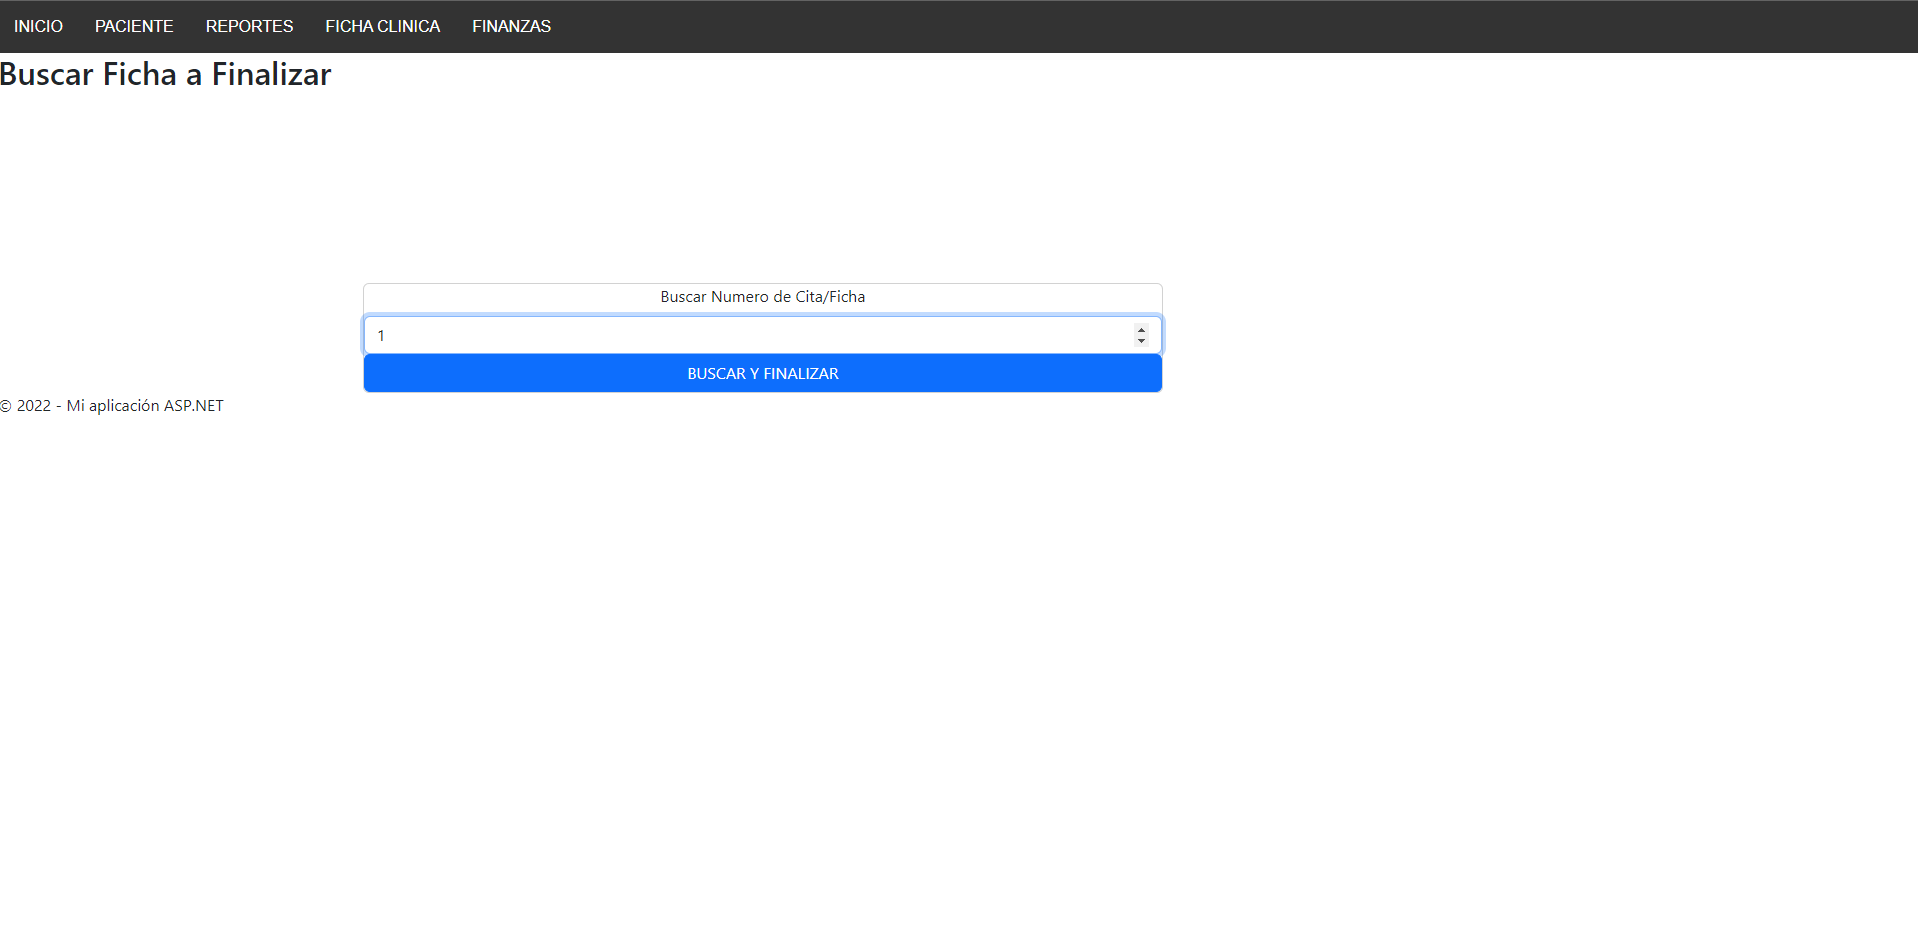 INICIO PACIENTE REPORTES FICHA CLINICA FINANZAS
Buscar Ficha a Finalizar
Buscar Numero de Cita/Ficha
1
BUSCAR Y FINALIZAR
© 2022 - Mi aplicación ASP.NET